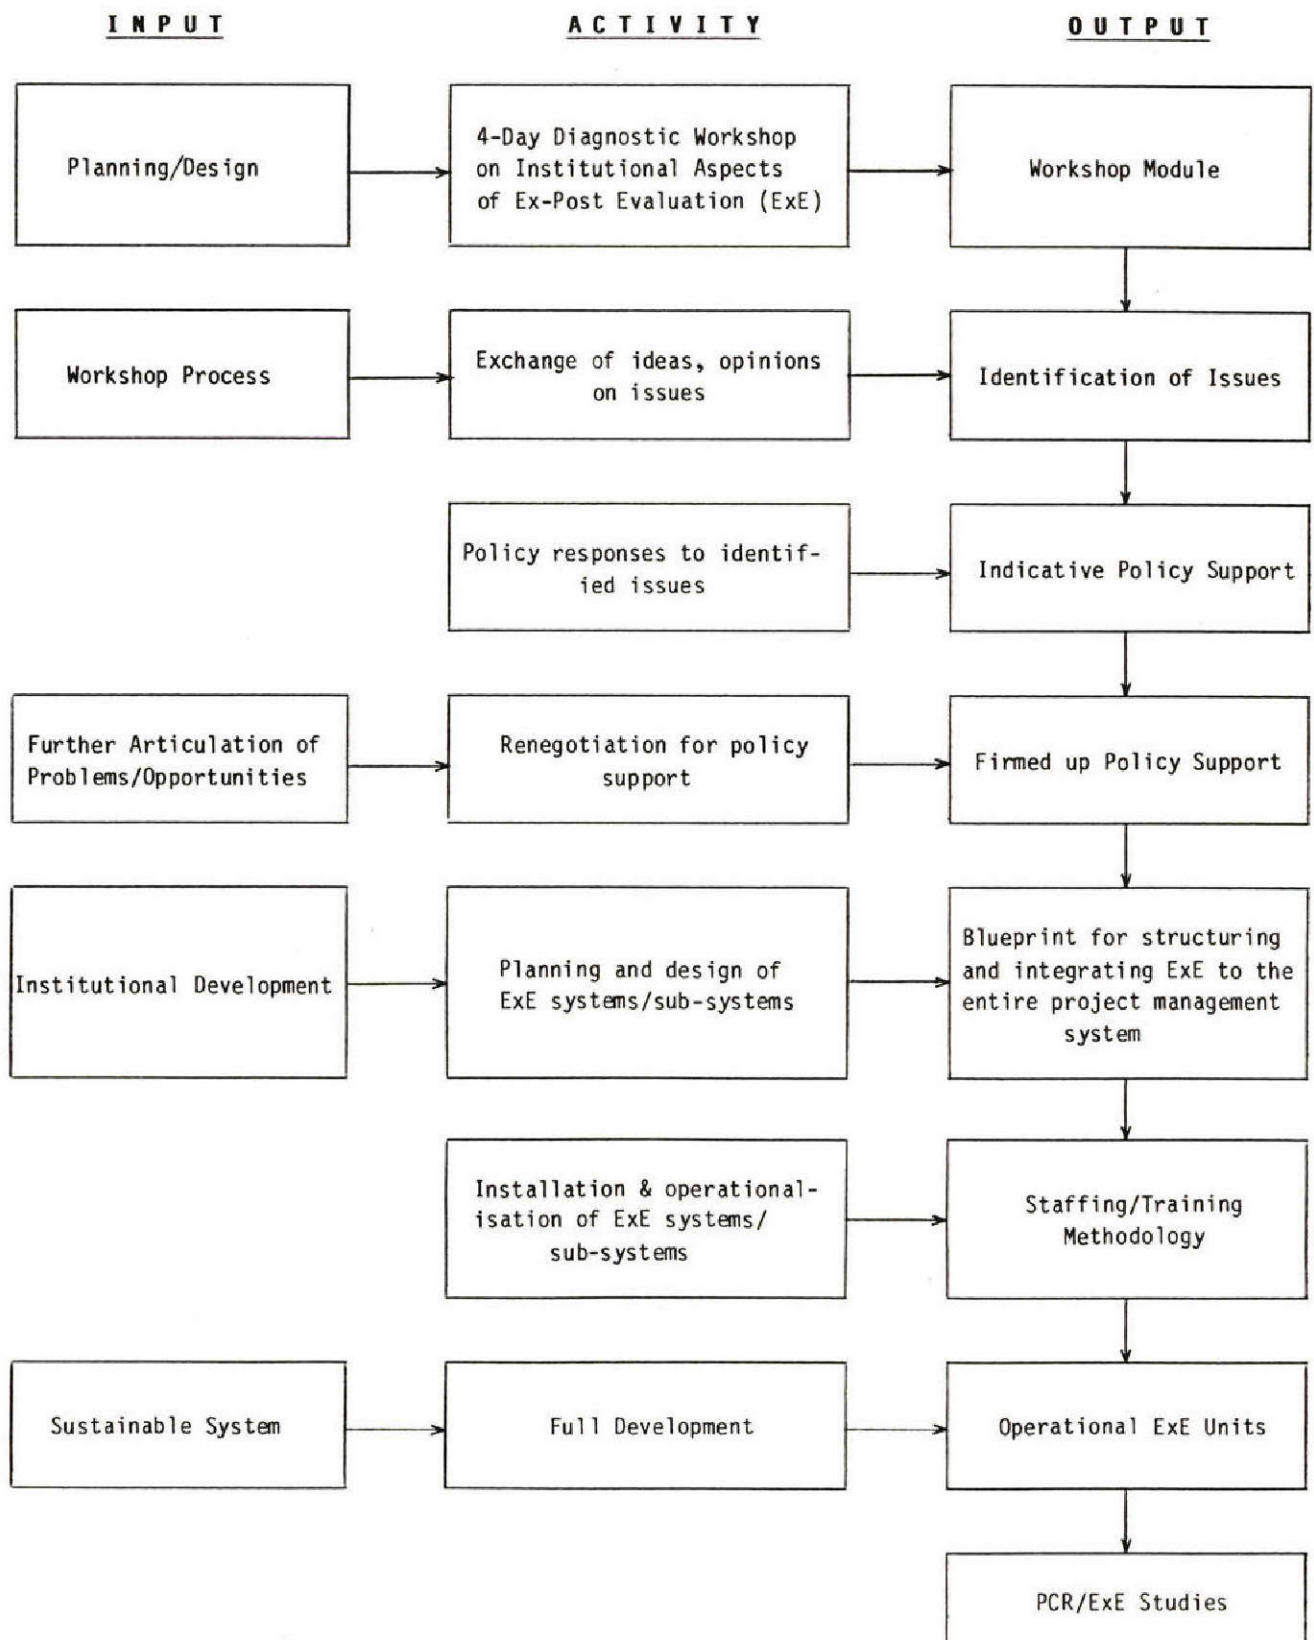 INPUT
ACTIVITY
OUTPUT
Planning/Design
4-Day Diagnostic Workshop
on Institutional Aspects
of Ex-Post Evaluation (ExE)
Workshop Module
Workshop Process
Exchange of ideas, opinions
on issues
Identification of Issues
Policy responses to identif-
ied issues
Indicative Policy Support
Further Articulation of
Problems/Opportunities
Renegotiation for policy
support
Firmed up Policy Support
Institutional Development
Planning and design of
ExE systems/sub-systems
Blueprint for structuring
and integrating ExE to the
entire project management
system
Installation & operational-
isation of ExE systems/
sub-systems
Staffing/Training
Methodology
Sustainable System
Full Development
Operational ExE Units
PCR/ExE Studies